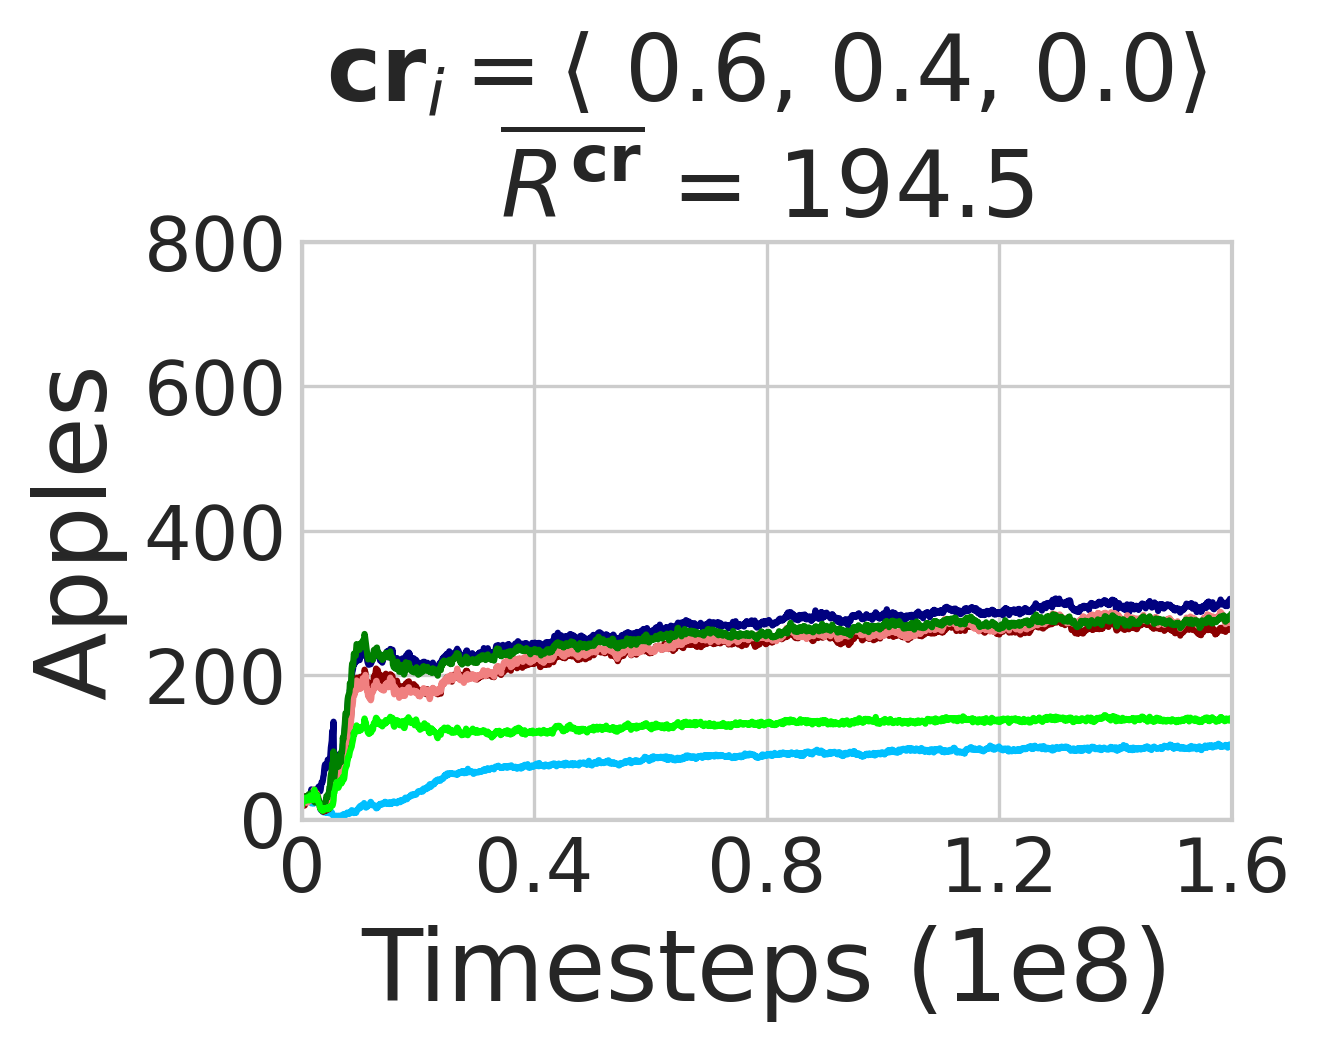 cr_i = ⟨ 0.6, 0.4, 0.0⟩
R^cr = 194.5
800
600
400
200
0
Apples
0 0.4 0.8 1.2 1.6
Timesteps (1e8)